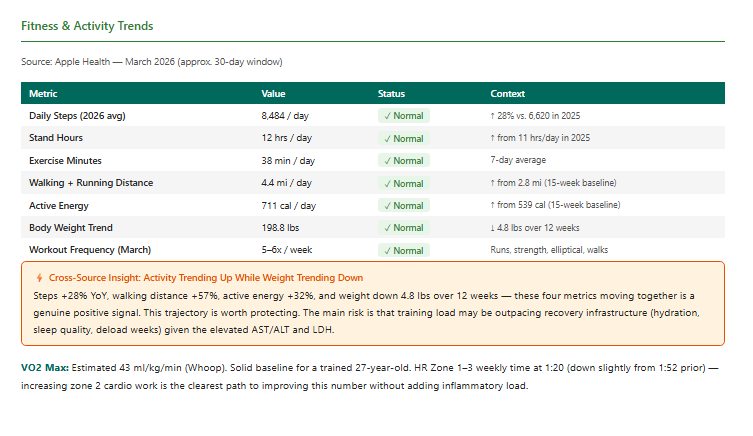 Fitness & Activity Trends
Source: Apple Health — March 2026 (approx. 30-day window)
Metric Value Status Context
Daily Steps (2026 avg) 8,484 / day ✓ Normal ↑ 28% vs. 6,620 in 2025
Stand Hours 12 hrs / day ✓ Normal ↑ from 11 hrs/day in 2025
Exercise Minutes 38 min / day ✓ Normal 7-day average
Walking + Running Distance 4.4 mi / day ✓ Normal ↑ from 2.8 mi (15-week baseline)
Active Energy 711 cal / day ✓ Normal ↑ from 539 cal (15-week baseline)
Body Weight Trend 198.8 lbs ✓ Normal ↓ 4.8 lbs over 12 weeks
Workout Frequency (March) 5–6x / week ✓ Normal Runs, strength, elliptical, walks
⚡ Cross-Source Insight: Activity Trending Up While Weight Trending Down
Steps +28% YoY, walking distance +57%, active energy +32%, and weight down 4.8 lbs over 12 weeks — these four metrics moving together is a
genuine positive signal. This trajectory is worth protecting. The main risk is that training load may be outpacing recovery infrastructure (hydration,
sleep quality, deload weeks) given the elevated AST/ALT and LDH.
VO2 Max: Estimated 43 ml/kg/min (Whoop). Solid baseline for a trained 27-year-old. HR Zone 1–3 weekly time at 1:20 (down slightly from 1:52 prior) —
increasing zone 2 cardio work is the clearest path to improving this number without adding inflammatory load.